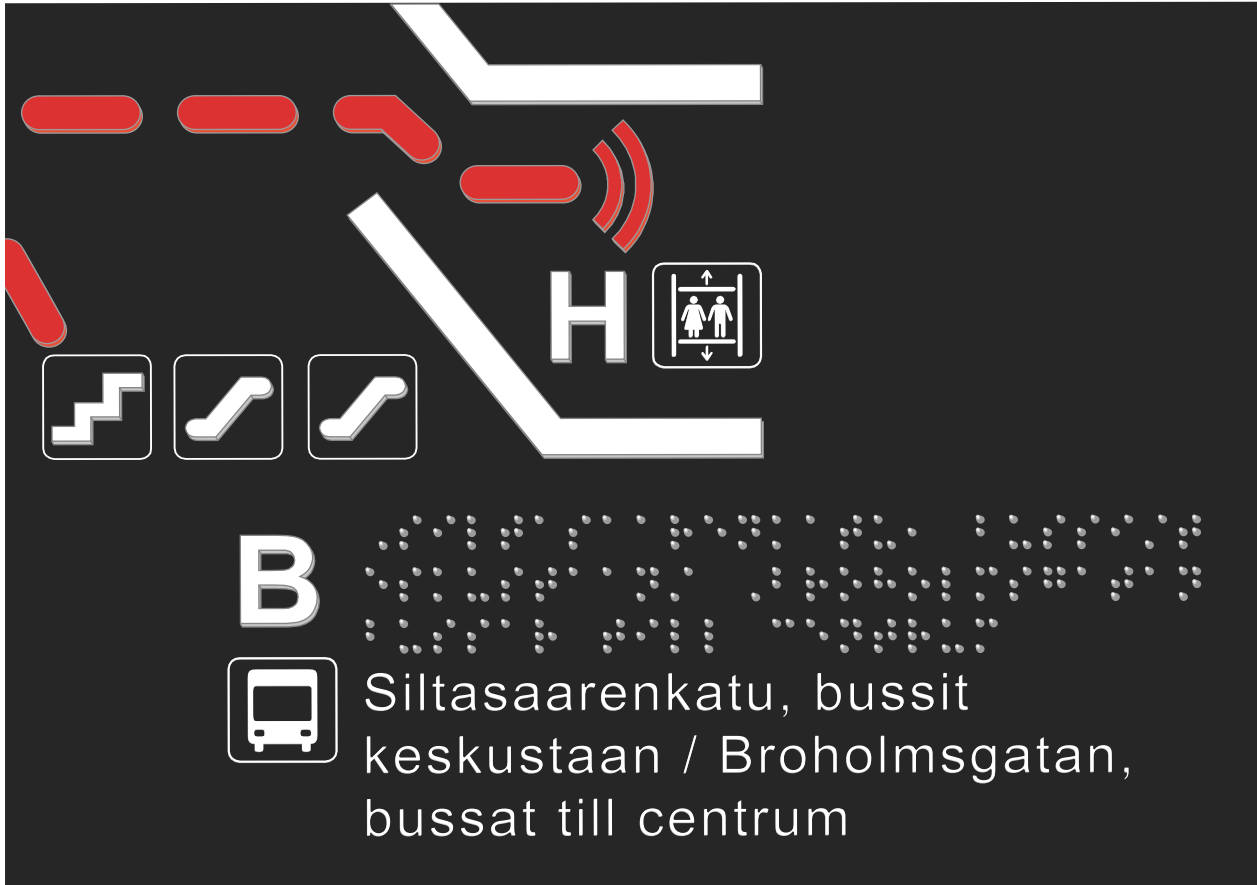 H
B
Siltasaarenkatu, bussit
keskustaan / Broholmsgatan,
bussat till centrum